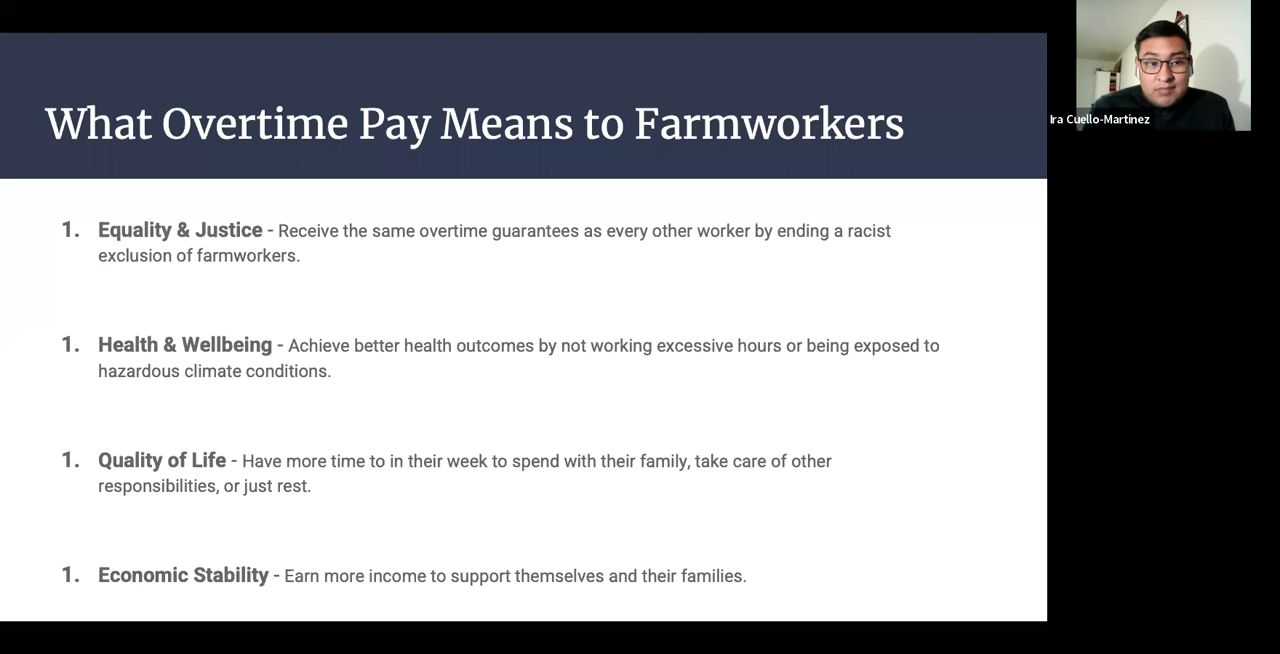 What Overtime Pay Means to Farmworkers
Ira Cuello-Martinez
1. Equality & Justice - Receive the same overtime guarantees as every other worker by ending a racist
exclusion of farmworkers.
1. Health & Wellbeing - Achieve better health outcomes by not working excessive hours or being exposed to
hazardous climate conditions.
1. Quality of Life - Have more time to in their week to spend with their family, take care of other
responsibilities, or just rest.
1. Economic Stability - Earn more income to support themselves and their families.